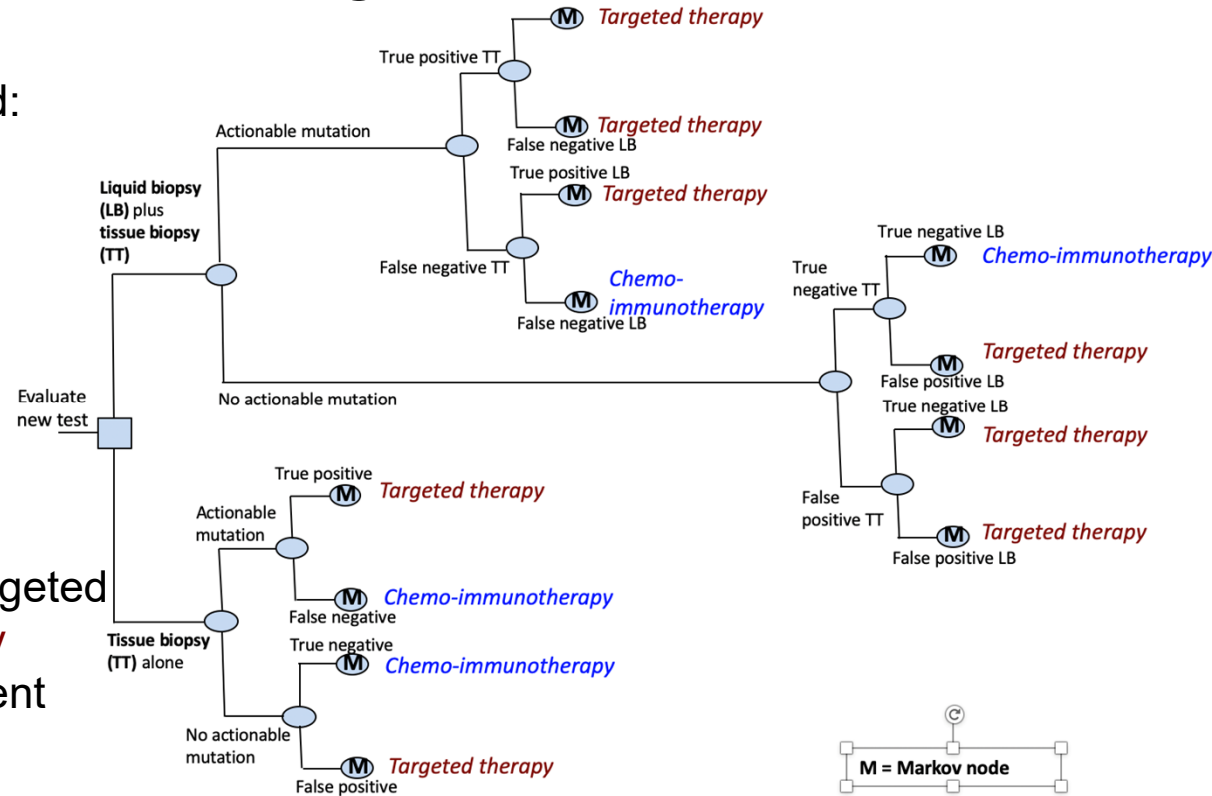 d:
True positive TT
M Targeted therapy
M Targeted therapy
False negative LB
Actionable mutation
True positive LB
M Targeted therapy
Liquid biopsy
(LB) plus
tissue biopsy
(TT)
False negative TT
M Chemo-
immunotherapy
False negative LB
True negative LB
M Chemo-immunotherapy
True
negative TT
M Targeted therapy
False positive LB
No actionable mutation
True negative LB
M Targeted therapy
False
positive TT
M Targeted therapy
False positive LB
Evaluate
new test
True positive
M Targeted therapy
Actionable
mutation
M Chemo-immunotherapy
False negative
rgeted
y
ent
Tissue biopsy
(TT) alone
True negative
M Chemo-immunotherapy
No actionable
mutation
M Targeted therapy
False positive
M = Markov node